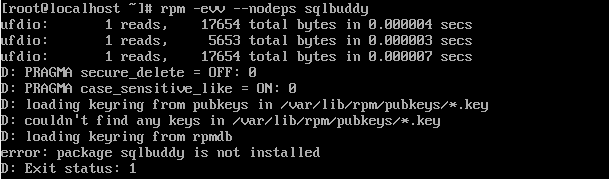 [root@localhost ~]# rpm -evv --nodeps sqlbuddy
ufdio:       1 reads,    17654 total bytes in 0.000004 secs
ufdio:       1 reads,     5653 total bytes in 0.000003 secs
ufdio:       1 reads,    17654 total bytes in 0.000007 secs
D: PRAGMA secure_delete = OFF: 0
D: PRAGMA case_sensitive_like = ON: 0
D: loading keyring from pubkeys in /var/lib/rpm/pubkeys/*.key
D: couldn't find any keys in /var/lib/rpm/pubkeys/*.key
D: loading keyring from rpmdb
error: package sqlbuddy is not installed
D: Exit status: 1